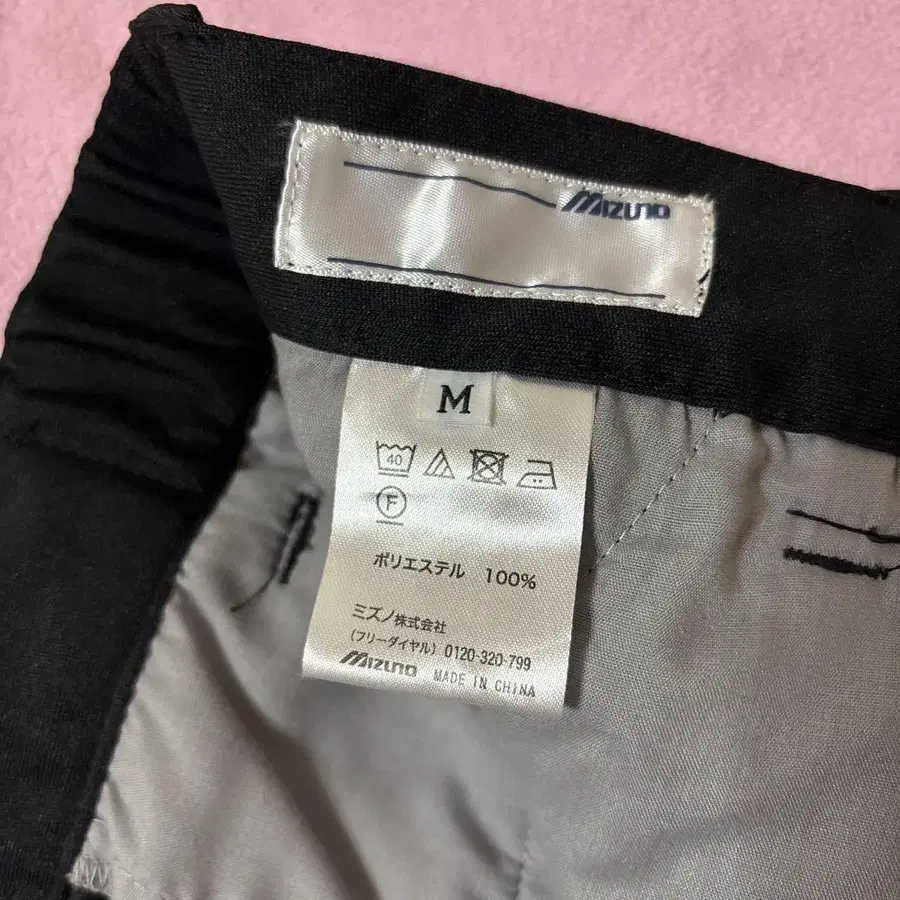 MIZUNO
M
40
F
ポリエステル 100%
ミズノ株式会社
(フリーダイヤル) 0120-320-799
MIZUNO MADE IN CHINA